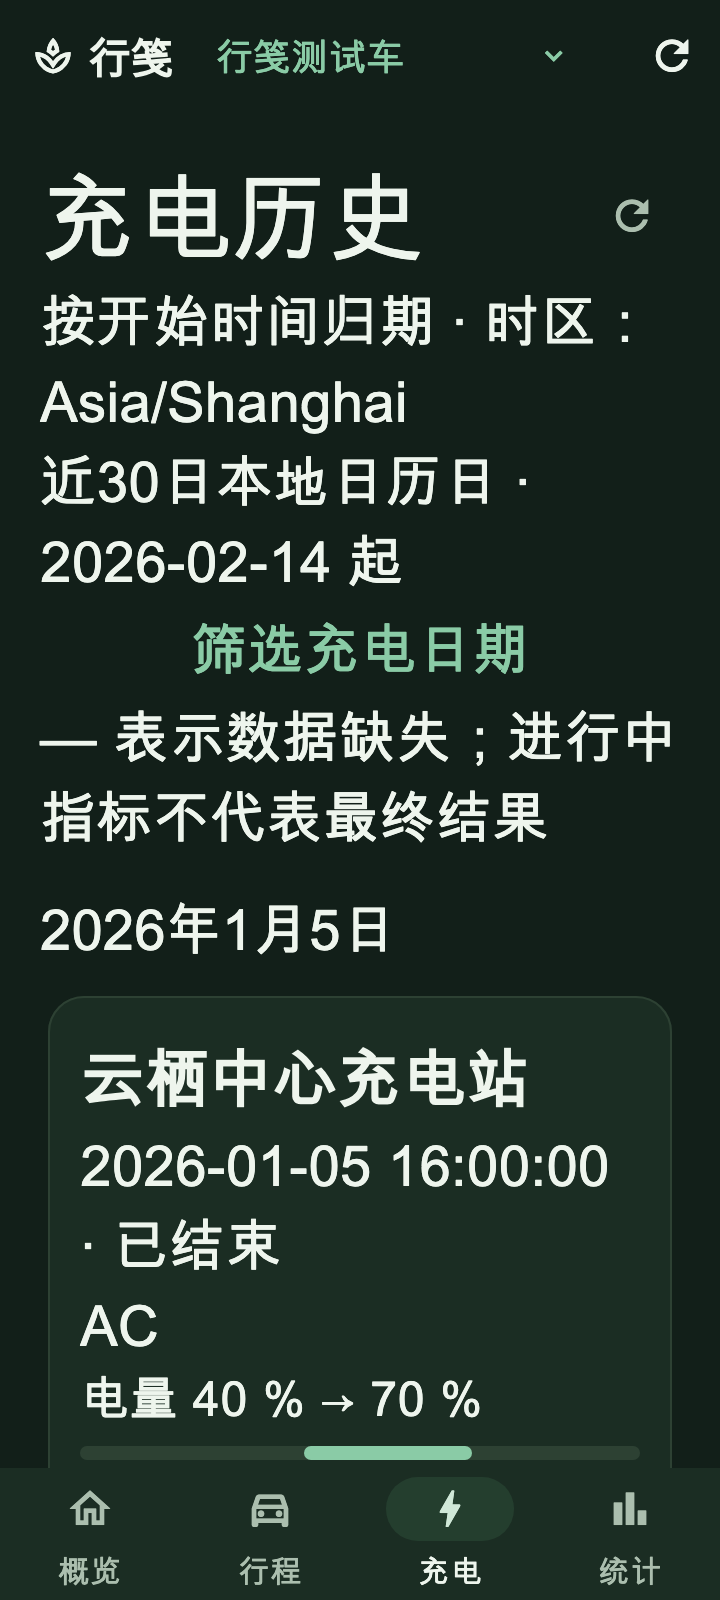 行笺
行笺测试车
充电历史
按开始时间归期 · 时区：
Asia/Shanghai
近30日本地日历日 ·
2026-02-14 起
筛选充电日期
— 表示数据缺失；进行中
指标不代表最终结果
2026年1月5日
云栖中心充电站
2026-01-05 16:00:00
· 已结束
AC
电量 40 % → 70 %
概览
行程
充电
统计